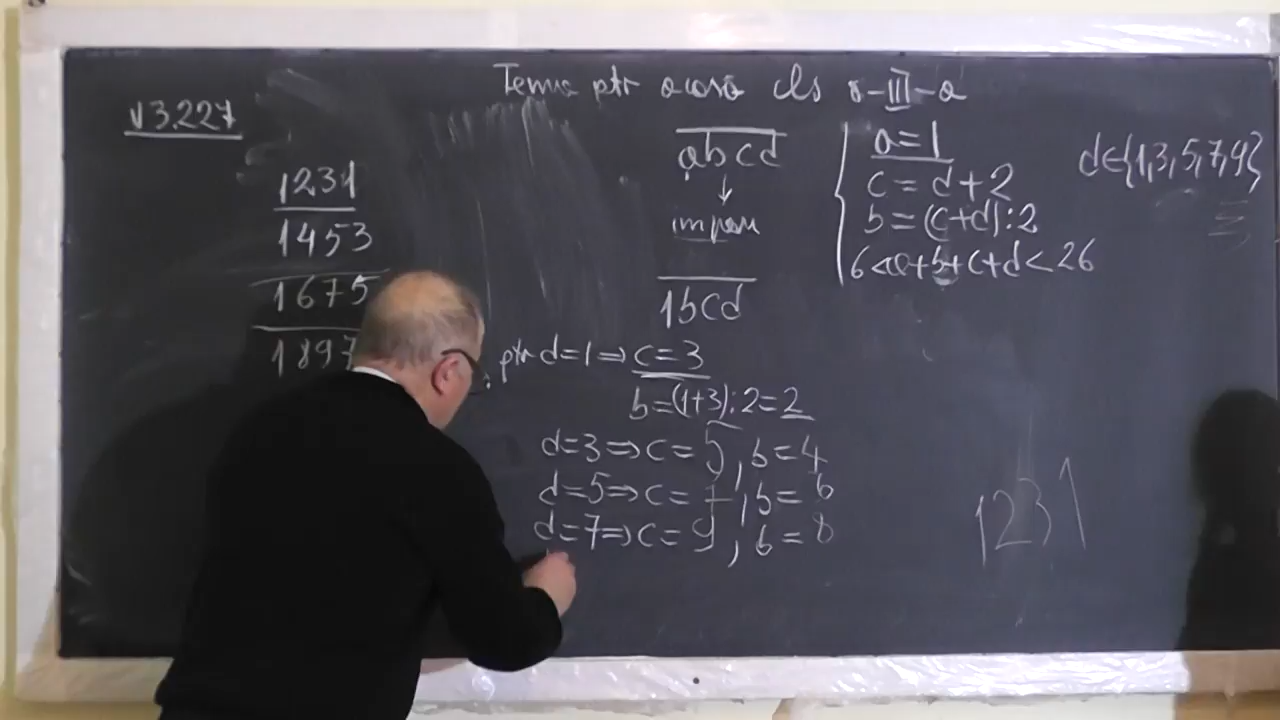 Tema ptr acasă cls a-III-a
√3.227
1231
1453
1675
1897
abcd
↓
impar
1bcd
a=1
c = d+2
b = (c+d):2
6<a+b+c+d<26
d∈{1,3,5,7,9}
ptr d=1⇒c=3
b=(1+3):2=2
d=3⇒c=5, b=4
d=5⇒c=7, b=6
d=7⇒c=9, b=8
1231